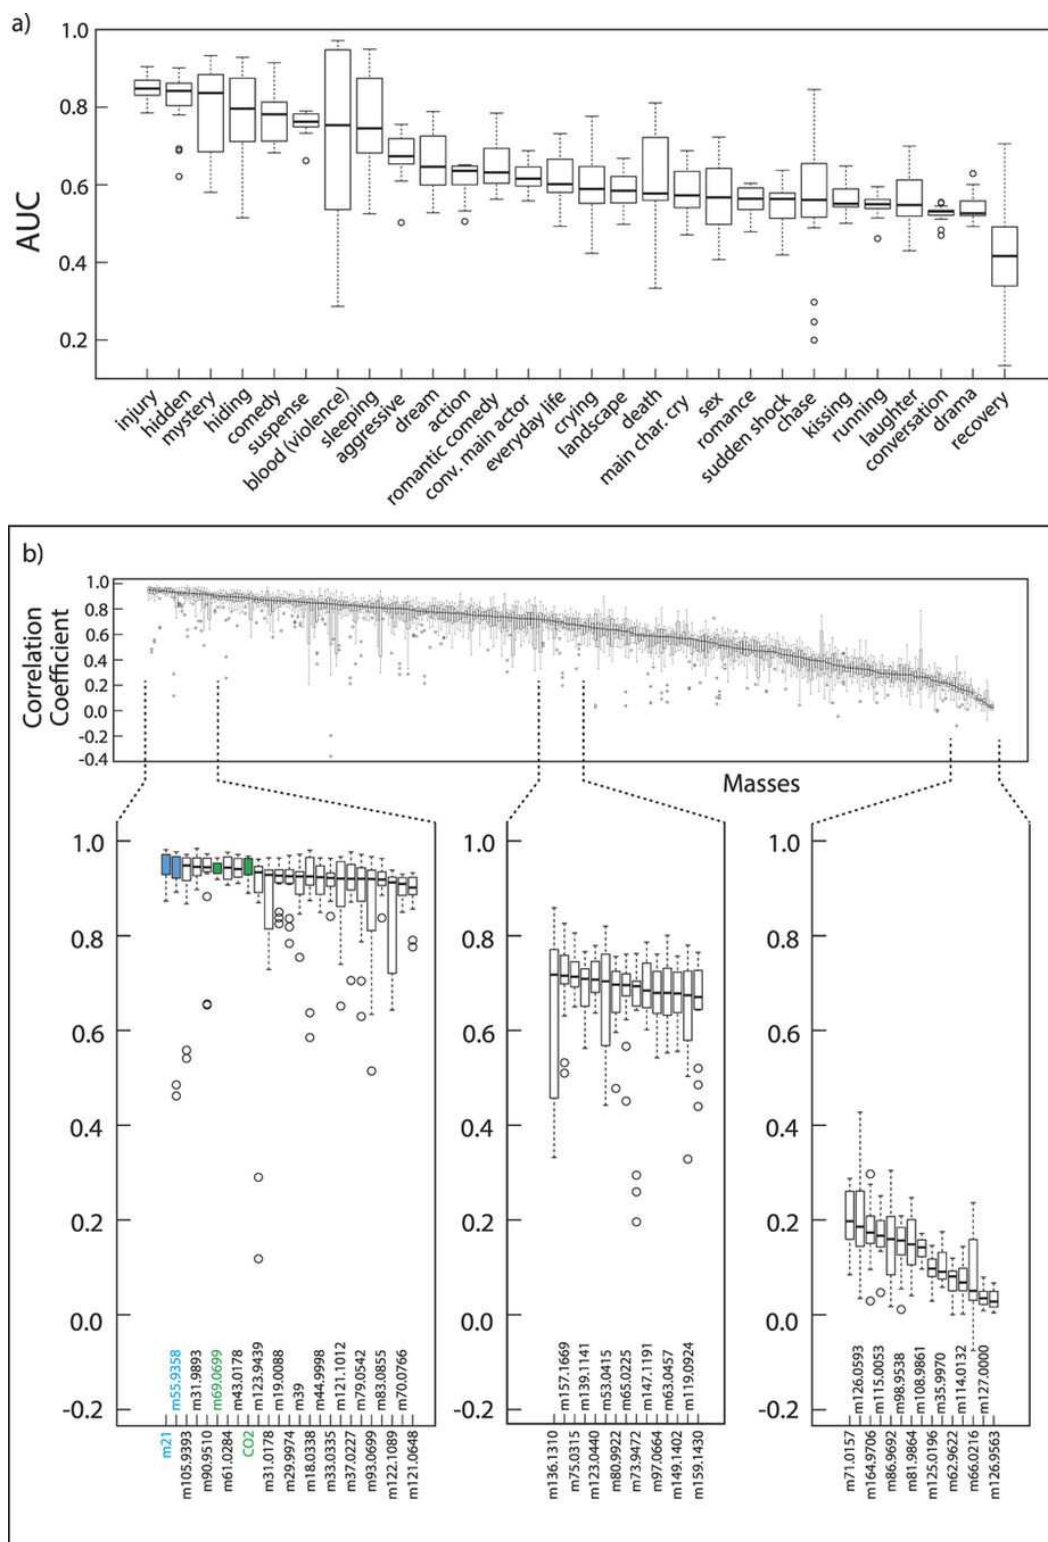 a)
1.0
0.8
0.6
0.4
0.2
AUC
injury
hidden
mystery
hiding
comedy
suspense
blood (violence)
sleeping
aggressive
dream
action
romantic comedy
conv. main actor
everyday life
crying
landscape
death
main char. cry
sex
romance
sudden shock
chase
kissing
running
laughter
conversation
drama
recovery
b)
Correlation
Coefficient
1.0
0.8
0.6
0.4
0.2
0.0
-0.2
-0.4
Masses
1.0
0.8
0.6
0.4
0.2
0.0
-0.2
m21
m55.9358
m105.9393
m31.9893
m90.9510
m69.0699
m61.0284
m43.0178
CO2
m123.9439
m31.0178
m19.0088
m29.9974
m39
m18.0338
m44.9998
m33.0335
m121.1012
m37.0227
m79.0542
m93.0699
m83.0855
m122.1089
m70.0766
m121.0648
1.0
0.8
0.6
0.4
0.2
0.0
-0.2
m136.1310
m157.1669
m75.0315
m139.1141
m123.0440
m53.0415
m80.9922
m65.0225
m73.9472
m147.1191
m97.0664
m63.0457
m149.1402
m119.0924
m159.1430
1.0
0.8
0.6
0.4
0.2
0.0
-0.2
m71.0157
m126.0593
m164.9706
m115.0053
m86.9692
m98.9538
m81.9864
m108.9861
m125.0196
m35.9970
m62.9622
m114.0132
m66.0216
m127.0000
m126.9563